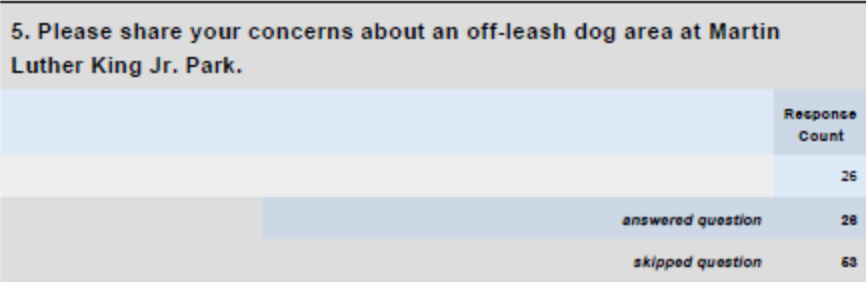 5. Please share your concerns about an off-leash dog area at Martin
Luther King Jr. Park.
Response
Count
26
answered question 26
skipped question 53